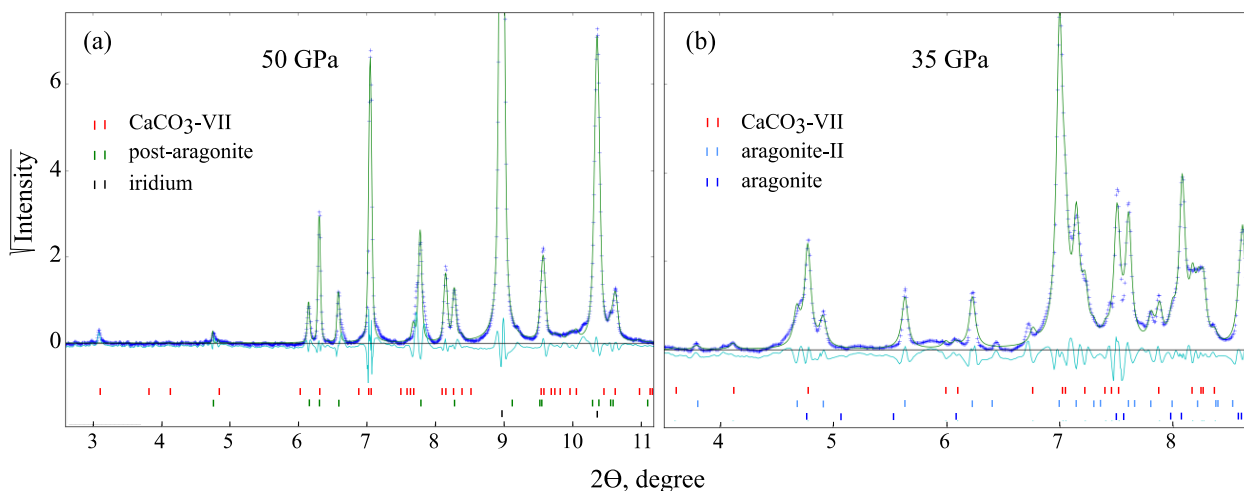 (a)
50 GPa
CaCO3-VII
post-aragonite
iridium
√Intensity
6
4
2
0
3 4 5 6 7 8 9 10 11
(b)
35 GPa
CaCO3-VII
aragonite-II
aragonite
4 5 6 7 8
2Θ, degree